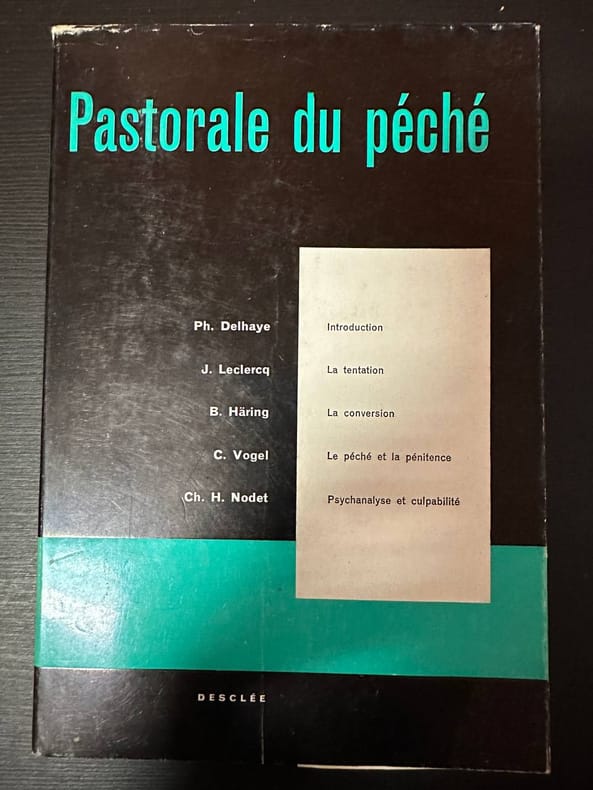 Pastorale du péché
Ph. Delhaye Introduction
J. Leclercq La tentation
B. Häring La conversion
C. Vogel Le péché et la pénitence
Ch. H. Nodet Psychanalyse et culpabilité
DESCLÉE